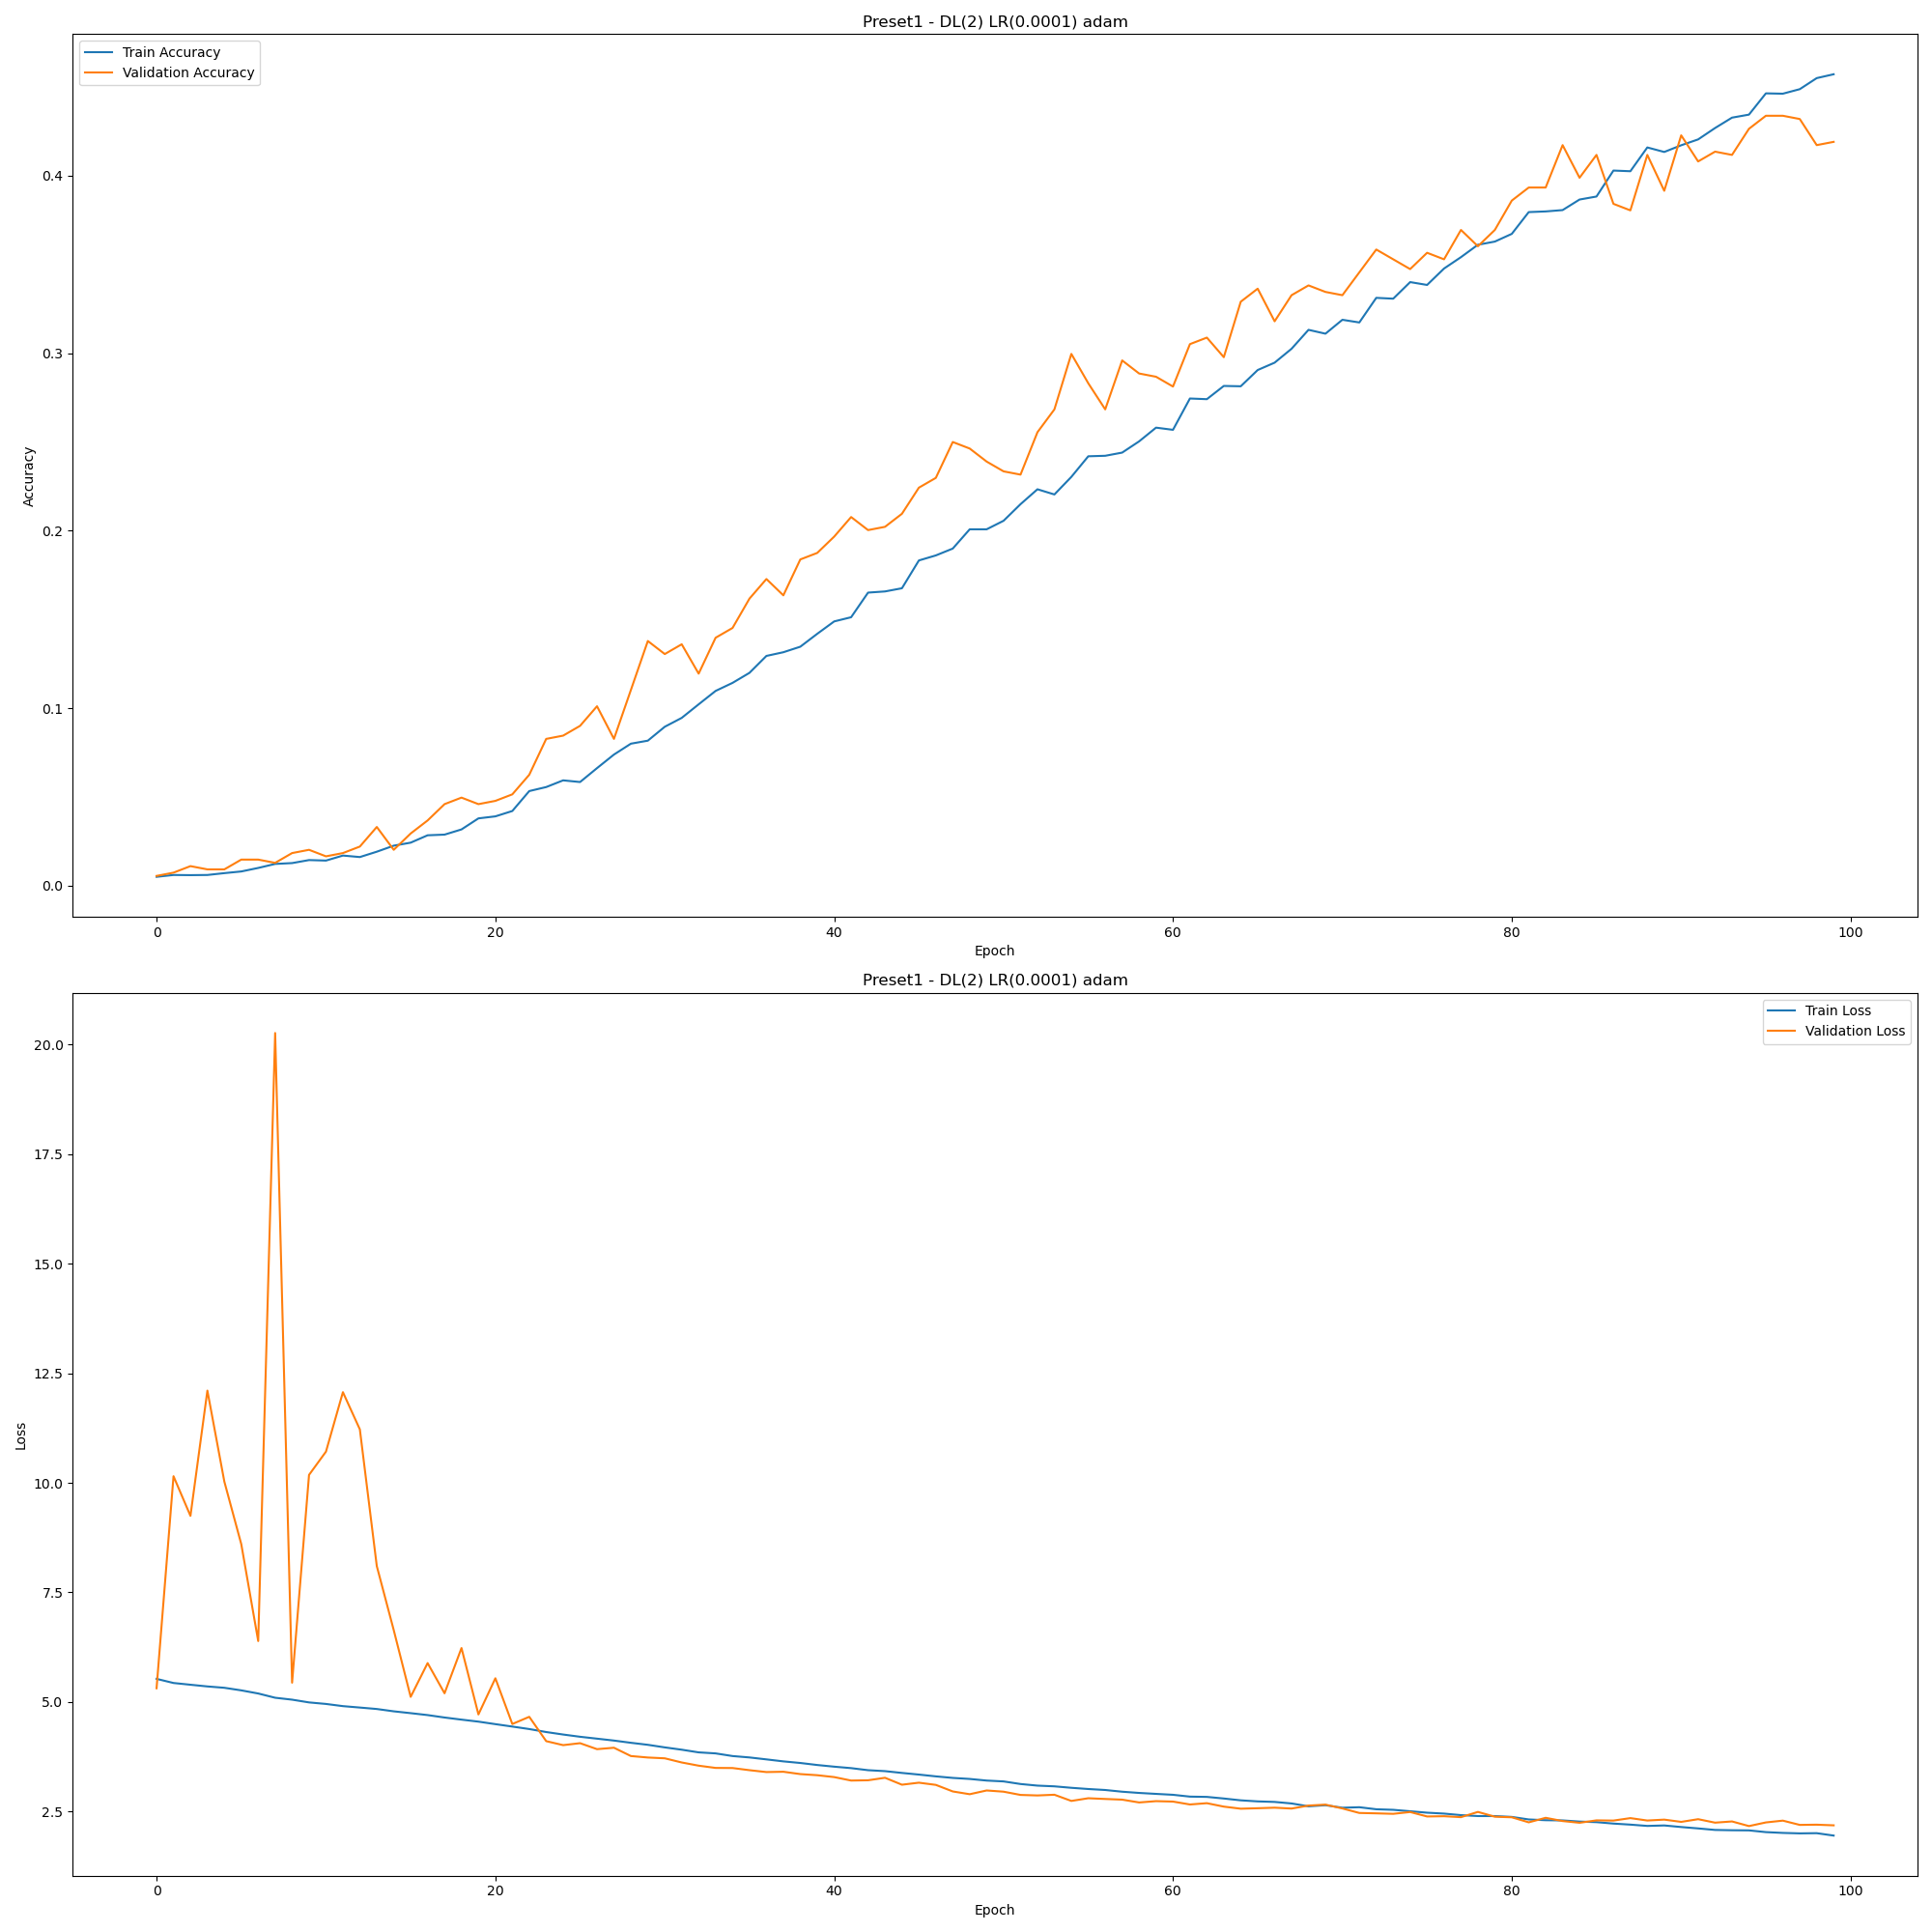 Preset1 - DL(2) LR(0.0001) adam
Train Accuracy
Validation Accuracy
0.4
0.3
0.2
0.1
0.0
Accuracy
0 20 40 60 80 100
Epoch
Preset1 - DL(2) LR(0.0001) adam
Train Loss
Validation Loss
20.0
17.5
15.0
12.5
10.0
7.5
5.0
2.5
Loss
0 20 40 60 80 100
Epoch